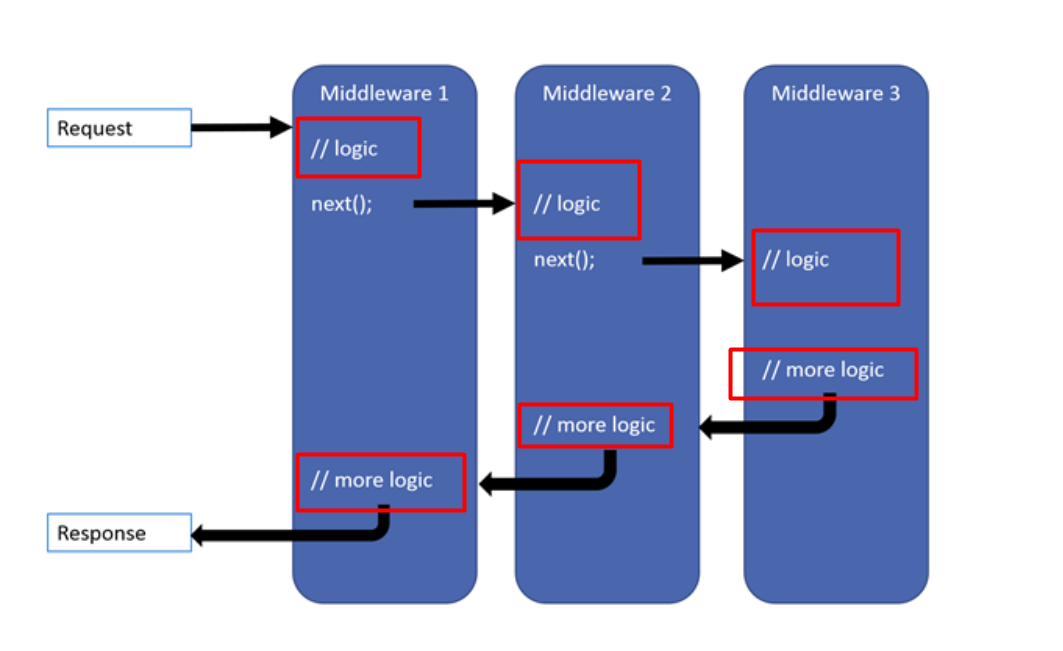 Middleware 1
Middleware 2
Middleware 3
Request
// logic
next();
// logic
next();
// logic
// more logic
// more logic
// more logic
Response